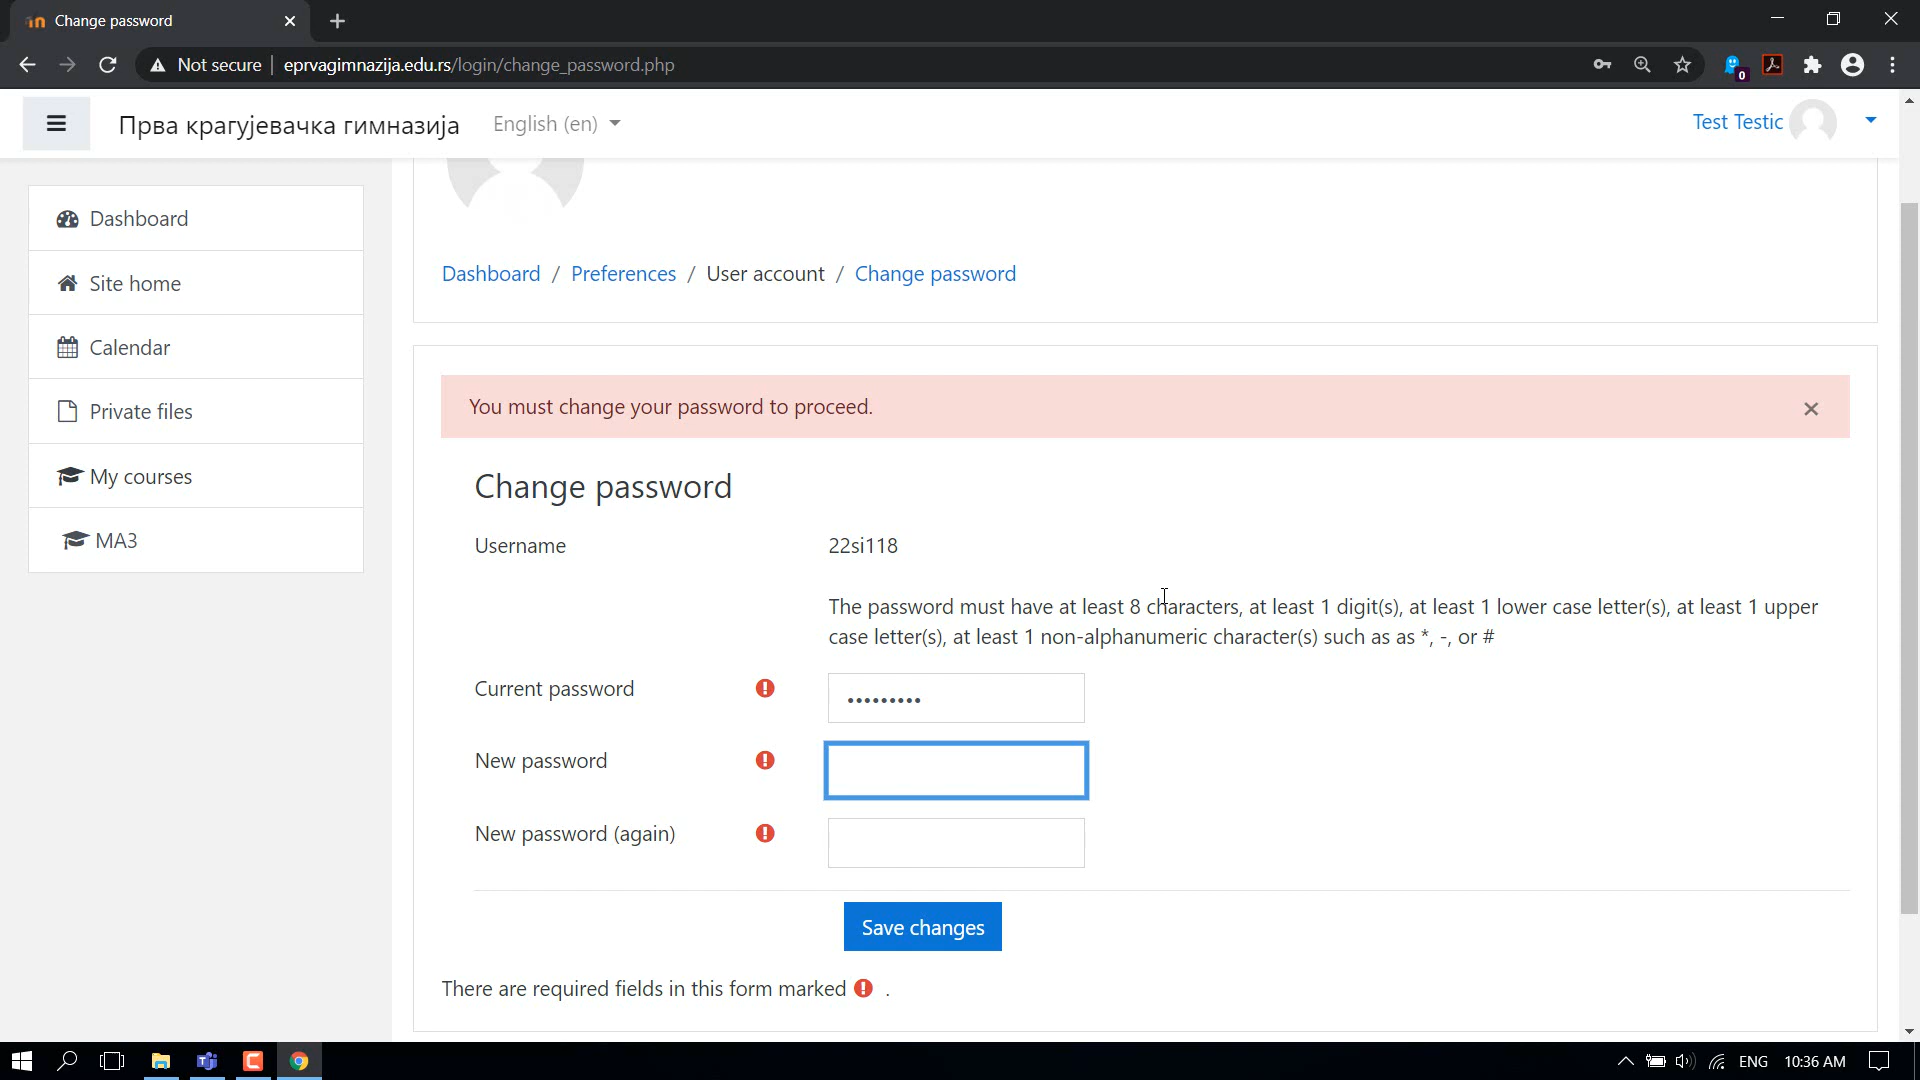 Change password
Not secure
eprvagimnazija.edu.rs/login/change_password.php
0
Прва крагујевачка гимназија
English (en)
Test Testic
Dashboard
Site home
Calendar
Private files
My courses
MA3
Dashboard / Preferences / User account / Change password
You must change your password to proceed.
Change password
Username
22si118
The password must have at least 8 characters, at least 1 digit(s), at least 1 lower case letter(s), at least 1 upper
case letter(s), at least 1 non-alphanumeric character(s) such as as *, -, or #
Current password
•••••••••
New password
New password (again)
Save changes
There are required fields in this form marked .
ENG
10:36 AM